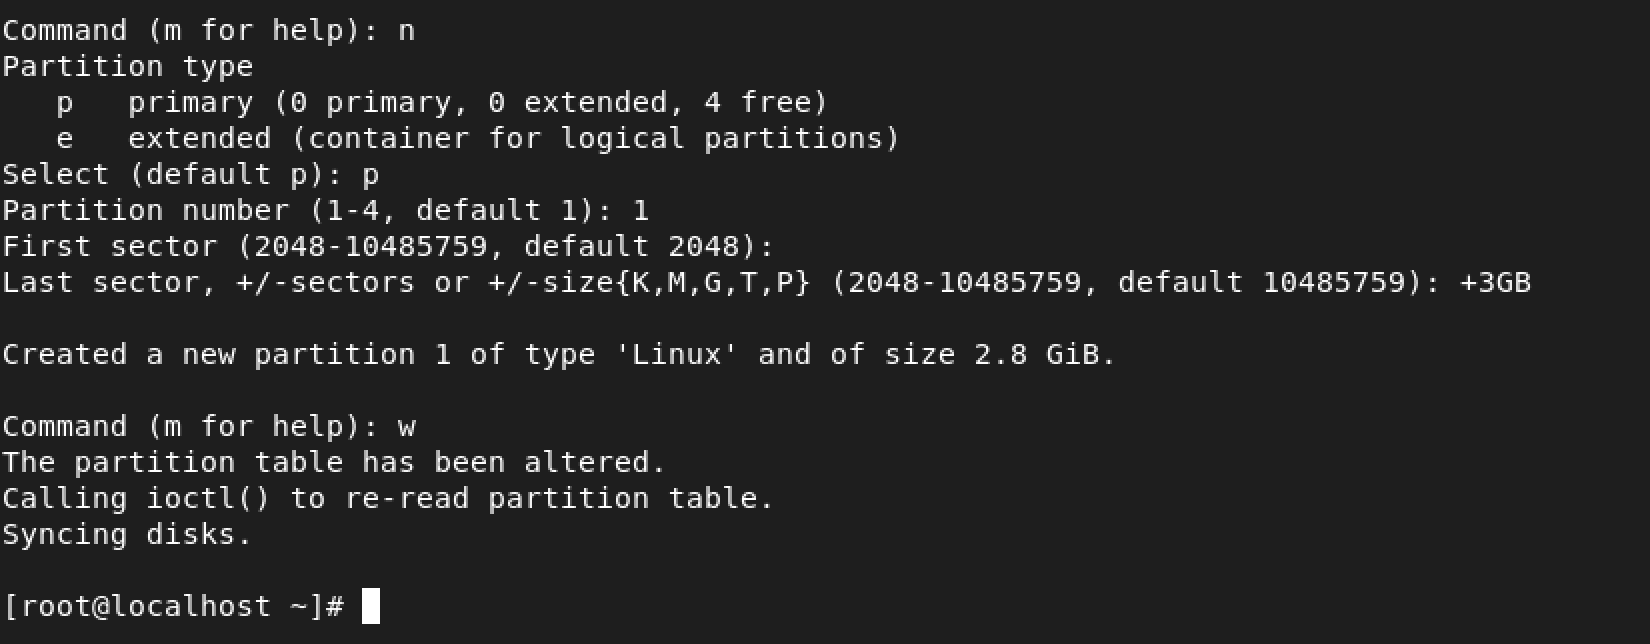 Command (m for help): n
Partition type
   p   primary (0 primary, 0 extended, 4 free)
   e   extended (container for logical partitions)
Select (default p): p
Partition number (1-4, default 1): 1
First sector (2048-10485759, default 2048):
Last sector, +/-sectors or +/-size{K,M,G,T,P} (2048-10485759, default 10485759): +3GB
Created a new partition 1 of type 'Linux' and of size 2.8 GiB.
Command (m for help): w
The partition table has been altered.
Calling ioctl() to re-read partition table.
Syncing disks.
[root@localhost ~]#